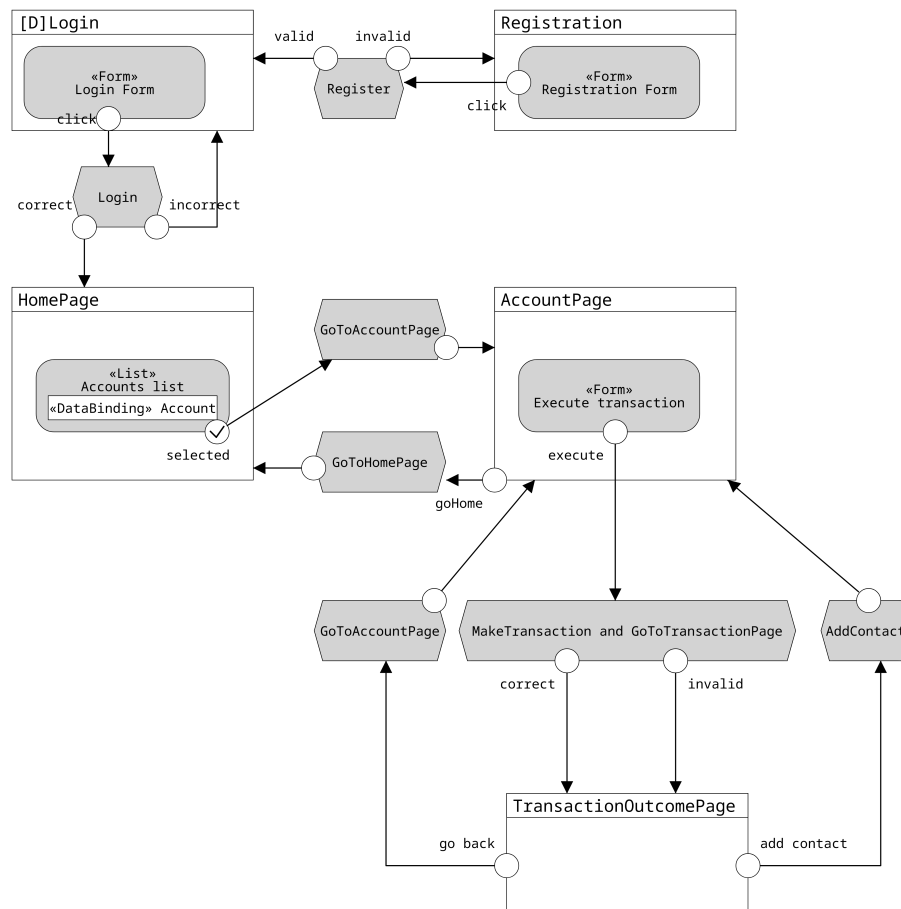 [D]Login
Registration
valid
invalid
«Form»
Login Form
Register
«Form»
Registration Form
click
click
Login
correct
incorrect
HomePage
AccountPage
GoToAccountPage
«List»
Accounts list
«DataBinding» Account
«Form»
Execute transaction
selected
execute
GoToHomePage
goHome
GoToAccountPage
MakeTransaction and GoToTransactionPage
AddContact
correct
invalid
TransactionOutcomePage
go back
add contact